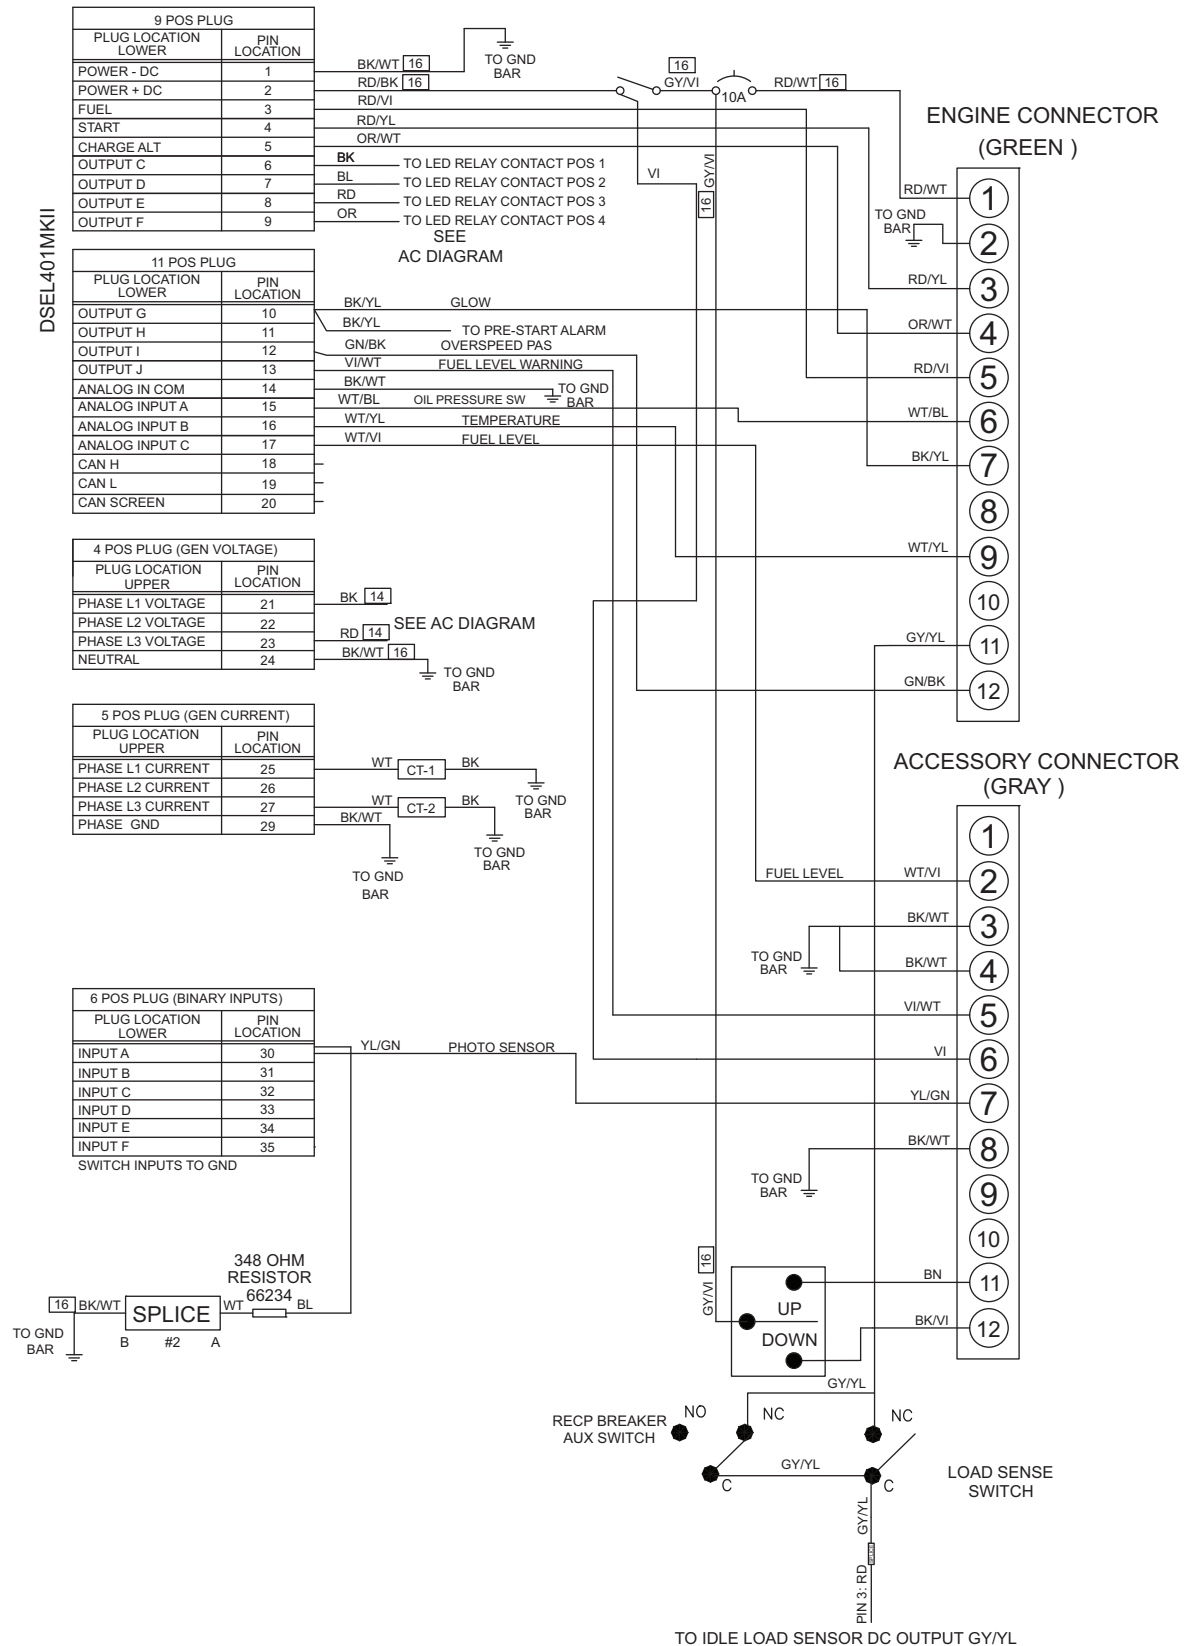 DSEL401MKII
9 POS PLUG
PLUG LOCATION LOWER PIN LOCATION
POWER - DC 1
POWER + DC 2
FUEL 3
START 4
CHARGE ALT 5
OUTPUT C 6
OUTPUT D 7
OUTPUT E 8
OUTPUT F 9
BK/WT 16
TO GND
BAR
RD/BK 16
RD/VI
RD/YL
OR/WT
BK TO LED RELAY CONTACT POS 1
BL TO LED RELAY CONTACT POS 2
RD TO LED RELAY CONTACT POS 3
OR TO LED RELAY CONTACT POS 4
SEE
AC DIAGRAM
16
GY/VI
10A
RD/WT 16
VI
16 GY/VI
11 POS PLUG
PLUG LOCATION LOWER PIN LOCATION
OUTPUT G 10
OUTPUT H 11
OUTPUT I 12
OUTPUT J 13
ANALOG IN COM 14
ANALOG INPUT A 15
ANALOG INPUT B 16
ANALOG INPUT C 17
CAN H 18
CAN L 19
CAN SCREEN 20
BK/YL GLOW
BK/YL TO PRE-START ALARM
GN/BK OVERSPEED PAS
VI/WT FUEL LEVEL WARNING
BK/WT TO GND
BAR
WT/BL OIL PRESSURE SW
WT/YL TEMPERATURE
WT/VI FUEL LEVEL
4 POS PLUG (GEN VOLTAGE)
PLUG LOCATION UPPER PIN LOCATION
PHASE L1 VOLTAGE 21
PHASE L2 VOLTAGE 22
PHASE L3 VOLTAGE 23
NEUTRAL 24
BK 14
SEE AC DIAGRAM
RD 14
BK/WT 16
TO GND
BAR
5 POS PLUG (GEN CURRENT)
PLUG LOCATION UPPER PIN LOCATION
PHASE L1 CURRENT 25
PHASE L2 CURRENT 26
PHASE L3 CURRENT 27
PHASE GND 29
WT CT-1 BK
TO GND
BAR
WT CT-2 BK
TO GND
BAR
BK/WT
TO GND
BAR
6 POS PLUG (BINARY INPUTS)
PLUG LOCATION LOWER PIN LOCATION
INPUT A 30
INPUT B 31
INPUT C 32
INPUT D 33
INPUT E 34
INPUT F 35
SWITCH INPUTS TO GND
YL/GN PHOTO SENSOR
348 OHM
RESISTOR
66234
16 BK/WT SPLICE WT BL
B #2 A
TO GND
BAR
ENGINE CONNECTOR
(GREEN )
RD/WT 1
TO GND
BAR
2
RD/YL 3
OR/WT 4
RD/VI 5
WT/BL 6
BK/YL 7
8
WT/YL 9
10
GY/YL 11
GN/BK 12
ACCESSORY CONNECTOR
(GRAY )
1
FUEL LEVEL WT/VI 2
BK/WT 3
TO GND
BAR
BK/WT 4
VI/WT 5
VI 6
YL/GN 7
BK/WT 8
TO GND
BAR
9
10
BN 11
BK/VI 12
GY/VI 16
UP
DOWN
GY/YL
RECP BREAKER
AUX SWITCH
NO
NC
NC
C
GY/YL
C
LOAD SENSE
SWITCH
GY/YL
PIN 3: RD
TO IDLE LOAD SENSOR DC OUTPUT GY/YL